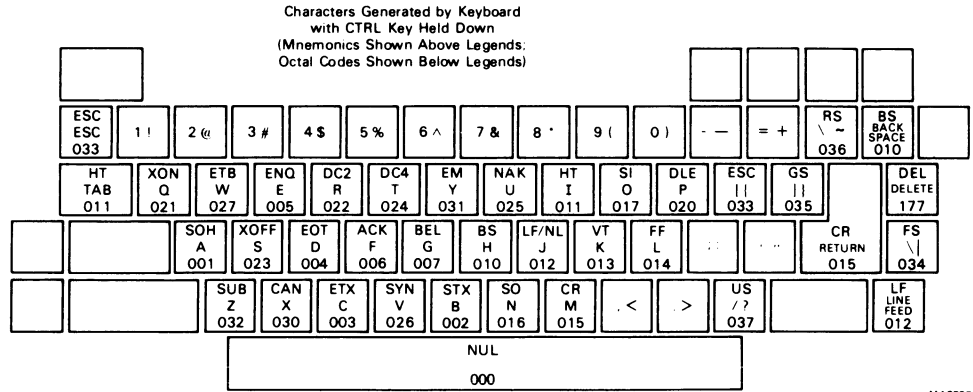 Characters Generated by Keyboard
with CTRL Key Held Down
(Mnemonics Shown Above Legends;
Octal Codes Shown Below Legends)
ESC RS BS
ESC 1 ! 2 @ 3 # 4 $ 5 % 6 ^ 7 & 8 * 9 ( 0 ) - — = + \ ~ BACK SPACE
033 036 010
HT XON ETB ENQ DC2 DC4 EM NAK HT SI DLE ESC GS DEL
TAB Q W E R T Y U I O P [ { ] } DELETE
011 021 027 005 022 024 031 025 011 017 020 033 035 177
SOH XOFF EOT ACK BEL BS LF/NL VT FF CR FS
A S D F G H J K L ; : ' " RETURN \ |
001 023 004 006 007 010 012 013 014 015 034
SUB CAN ETX SYN STX SO CR US LF
Z X C V B N M , < . > / ? LINE FEED
032 030 003 026 002 016 015 037 012
NUL
000